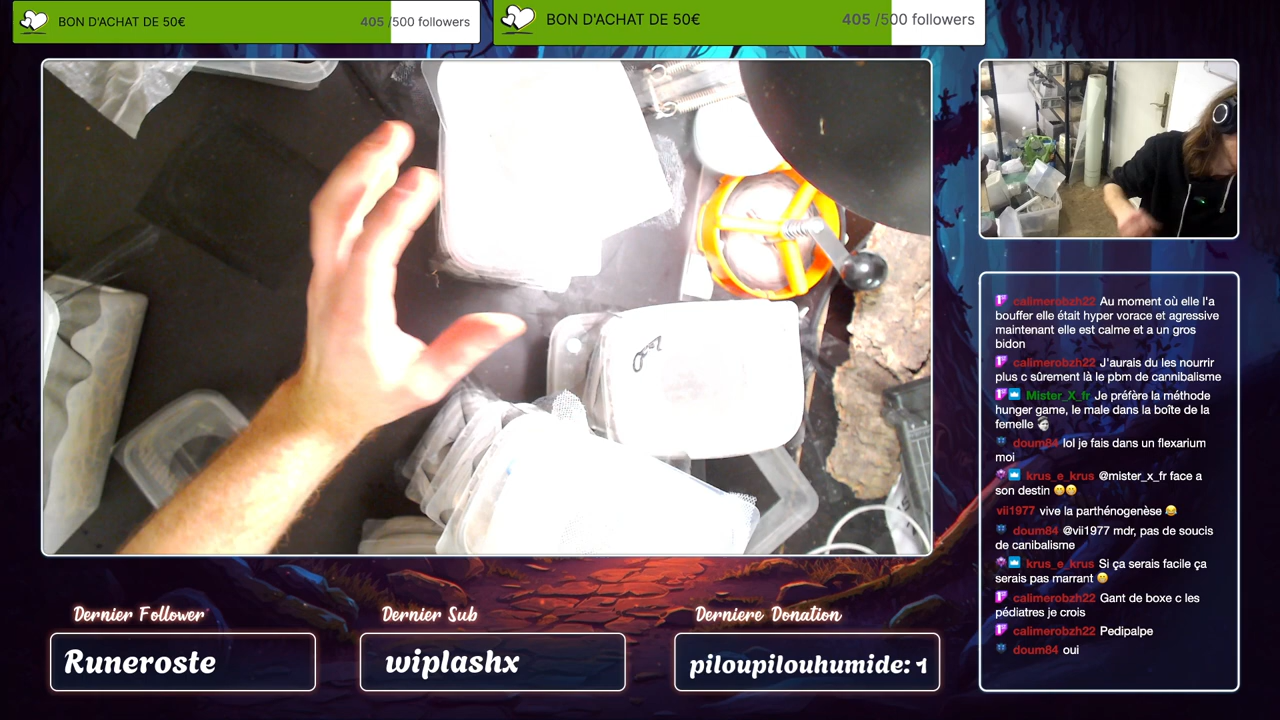 BON D'ACHAT DE 50€
405 /500 followers
BON D'ACHAT DE 50€
405 /500 followers
calimerobzh22 Au moment où elle l'a
bouffer elle était hyper vorace et agressive
maintenant elle est calme et a un gros
bidon
calimerobzh22 J'aurais du les nourrir
plus c sûrement là le pbm de cannibalisme
Mister_X_fr Je préfère la méthode
hunger game, le male dans la boîte de la
femelle
doum84 lol je fais dans un flexarium
moi
krus_e_krus @mister_x_fr face a
son destin 😬😬
vii1977 vive la parthénogenèse 😂
doum84 @vii1977 mdr, pas de soucis
de canibalisme
krus_e_krus Si ça serais facile ça
serais pas marrant 😬
calimerobzh22 Gant de boxe c les
pédiatres je crois
calimerobzh22 Pedipalpe
doum84 oui
Dernier Follower
Dernier Sub
Derniere Donation
Runeroste
wiplashx
piloupilouhumide: 1